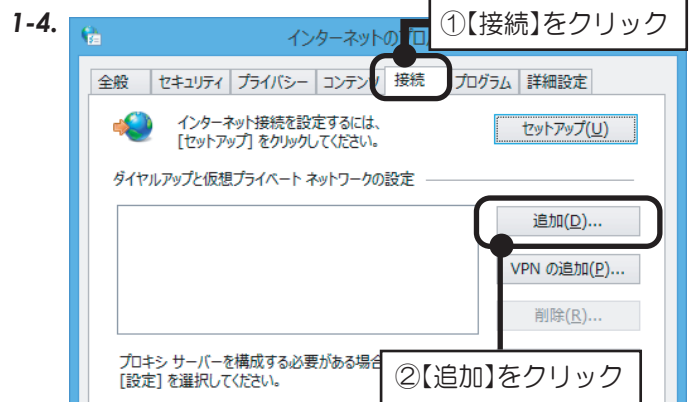 1-4.
①【接続】をクリック
インターネットのプロ
全般 セキュリティ プライバシー コンテンツ 接続 プログラム 詳細設定
インターネット接続を設定するには、
[セットアップ] をクリックしてください。
セットアップ(U)
ダイヤルアップと仮想プライベート ネットワークの設定
追加(D)...
VPN の追加(P)...
削除(R)...
プロキシ サーバーを構成する必要がある場合
[設定] を選択してください。
②【追加】をクリック